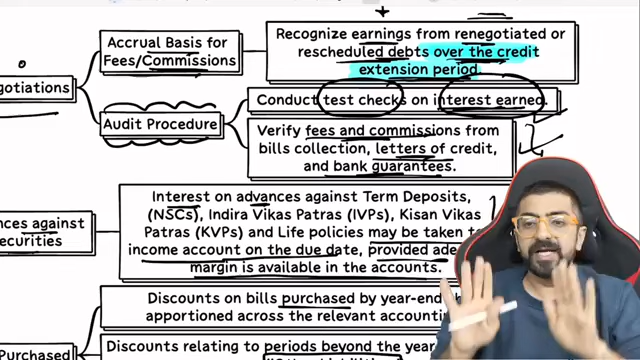 gotiations
Accrual Basis for
Fees/Commissions
Recognize earnings from renegotiated or
rescheduled debts over the credit
extension period.
Audit Procedure
Conduct test checks on interest earned.
Verify fees and commissions from
bills collection, letters of credit,
and bank guarantees.
nces against
securities
Interest on advances against Term Deposits,
(NSCs), Indira Vikas Patras (IVPs), Kisan Vikas
Patras (KVPs) and Life policies may be taken to
income account on the due date, provided ade
margin is available in the accounts.
Purchased
Discounts on bills purchased by year-end
apportioned across the relevant accountin
Discounts relating to periods beyond the year